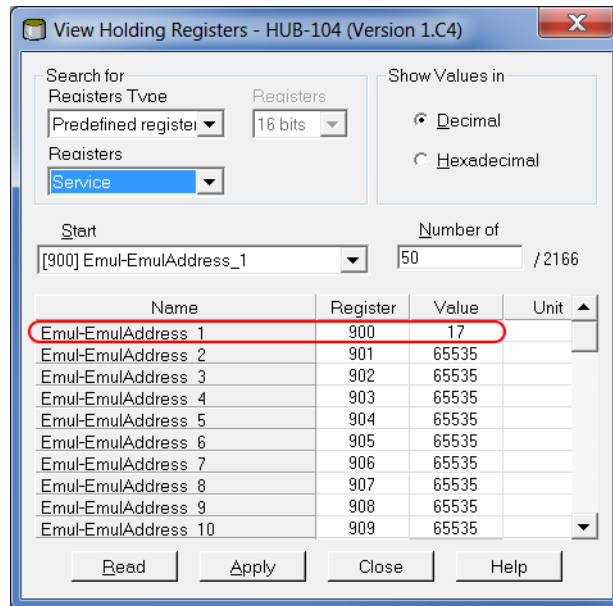 View Holding Registers - HUB-104 (Version 1.C4)
Search for
Registers Type
Registers
Predefined register
16 bits
Registers
Service
Show Values in
Decimal
Hexadecimal
Start
Number of
[900] Emul-EmulAddress_1
50
/ 2166
Name Register Value Unit
Emul-EmulAddress_1 900 17
Emul-EmulAddress_2 901 65535
Emul-EmulAddress_3 902 65535
Emul-EmulAddress_4 903 65535
Emul-EmulAddress_5 904 65535
Emul-EmulAddress_6 905 65535
Emul-EmulAddress_7 906 65535
Emul-EmulAddress_8 907 65535
Emul-EmulAddress_9 908 65535
Emul-EmulAddress_10 909 65535
Read Apply Close Help